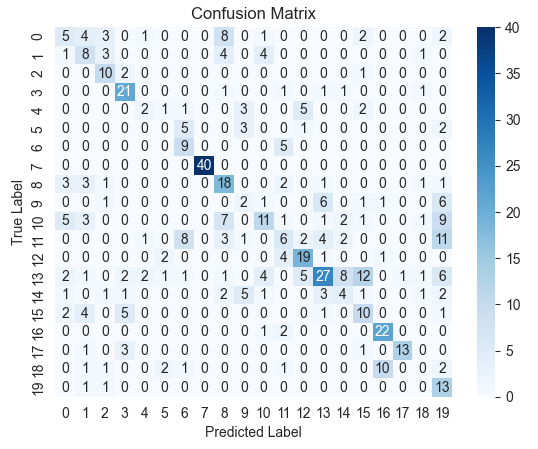 Confusion Matrix
0 5 4 3 0 1 0 0 0 8 0 1 0 0 0 0 2 0 0 0 2
1 1 8 3 0 0 0 0 0 4 0 4 0 0 0 0 0 0 0 1 0
2 0 0 10 2 0 0 0 0 0 0 0 0 0 0 0 1 0 0 0 0
3 0 0 0 21 0 0 0 0 1 0 0 1 0 1 1 0 0 0 1 0
4 0 0 0 0 2 1 1 0 0 3 0 0 5 0 0 2 0 0 0 0
5 0 0 0 0 0 0 5 0 0 3 0 0 1 0 0 0 0 0 0 2
6 0 0 0 0 0 0 9 0 0 0 0 5 0 0 0 0 0 0 0 0
7 0 0 0 0 0 0 0 40 0 0 0 0 0 0 0 0 0 0 0 0
8 3 3 1 0 0 0 0 0 18 0 0 2 0 1 0 0 0 0 1 1
9 0 0 1 0 0 0 0 0 0 2 1 0 0 6 0 1 1 0 0 6
10 5 3 0 0 0 0 0 0 7 0 11 1 0 1 2 1 0 0 1 9
11 0 0 0 0 1 0 8 0 3 1 0 6 2 4 2 0 0 0 0 11
12 0 0 0 0 0 2 0 0 0 0 0 4 19 1 0 0 1 0 0 0
13 2 1 0 2 2 1 1 0 1 0 4 0 5 27 8 12 0 1 1 6
14 1 0 1 1 0 0 0 0 2 5 1 0 0 3 4 1 0 0 1 2
15 2 4 0 5 0 0 0 0 0 0 0 0 0 1 0 10 0 0 0 1
16 0 0 0 0 0 0 0 0 0 0 1 2 0 0 0 0 22 0 0 0
17 0 1 0 3 0 0 0 0 0 0 0 0 0 0 0 1 0 13 0 0
18 0 1 2 1 0 2 1 0 0 0 0 1 0 0 0 0 10 0 0 2
19 0 1 1 0 0 0 0 0 0 0 0 0 0 0 0 0 0 0 0 13
0 1 2 3 4 5 6 7 8 9 10 11 12 13 14 15 16 17 18 19
Predicted Label
True Label
40
35
30
25
20
15
10
5
0